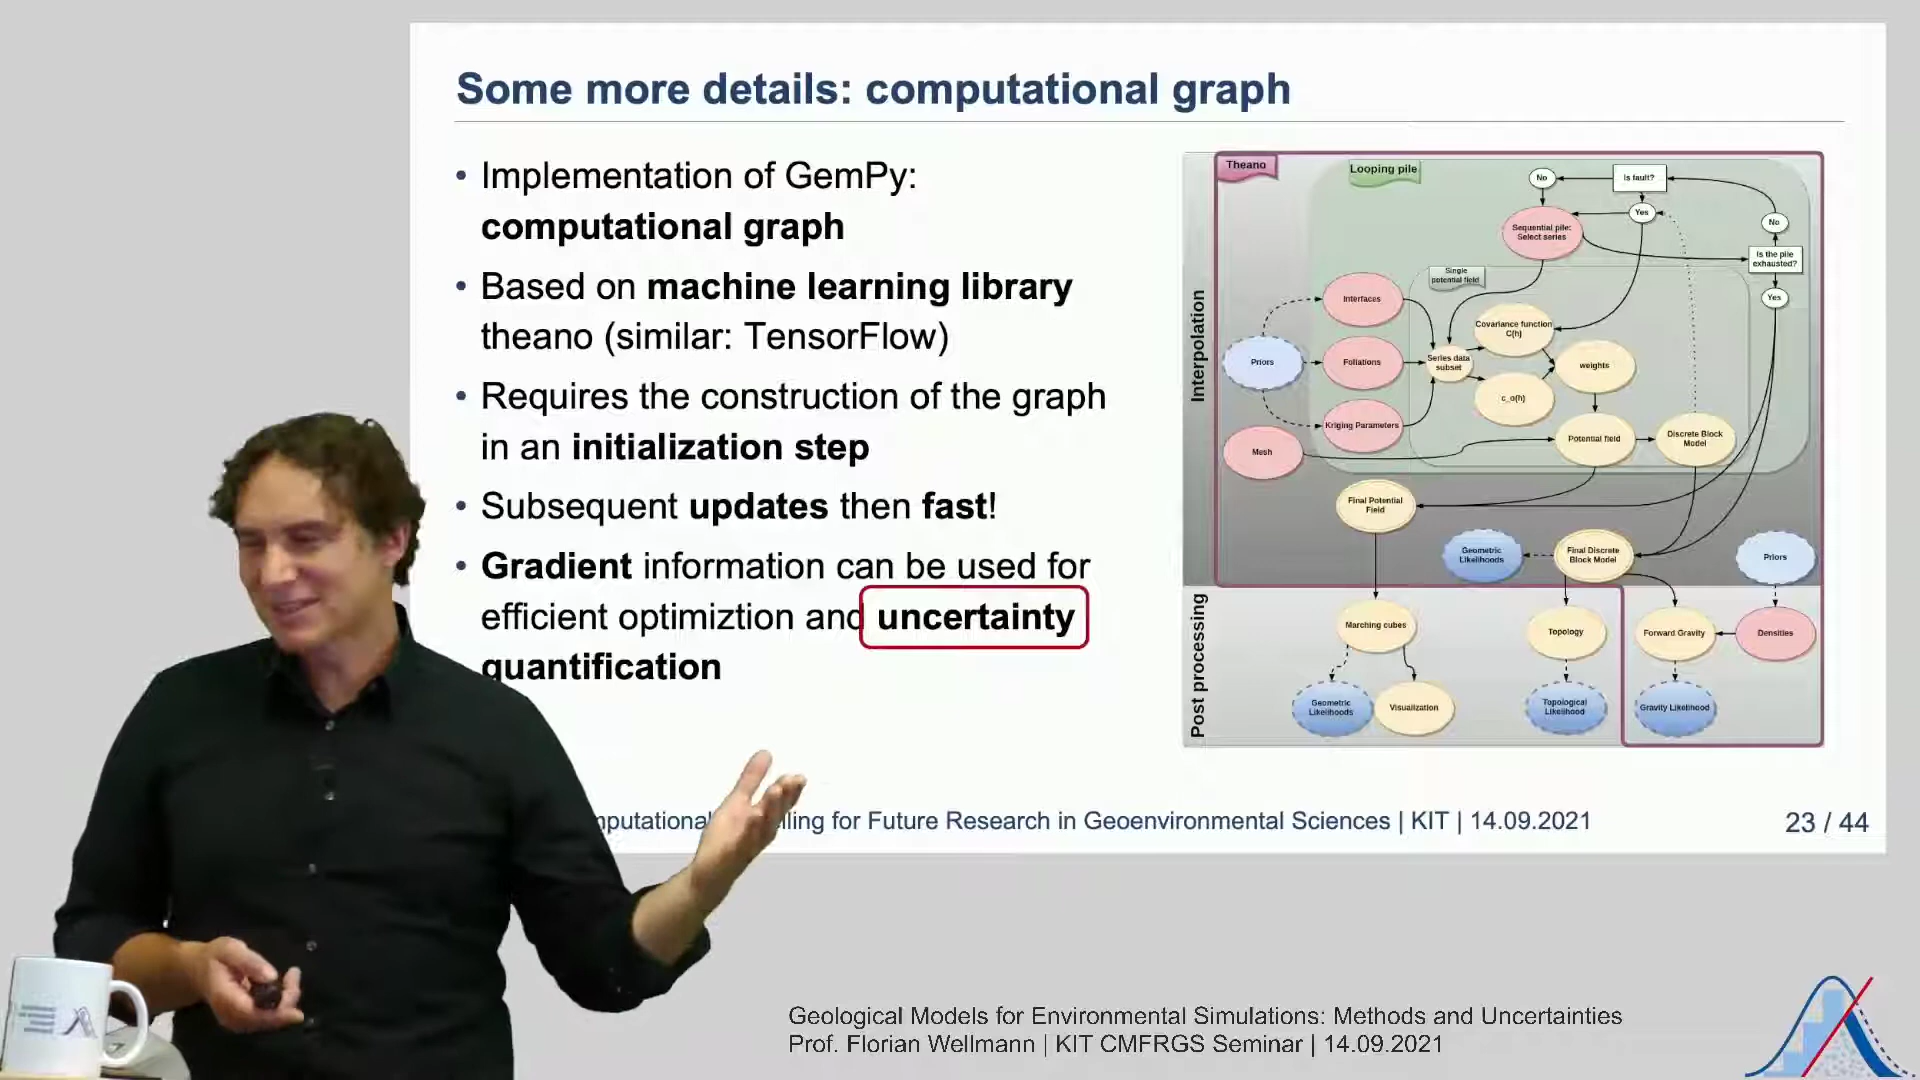 Some more details: computational graph
• Implementation of GemPy:
computational graph
• Based on machine learning library
theano (similar: TensorFlow)
• Requires the construction of the graph
in an initialization step
• Subsequent updates then fast!
• Gradient information can be used for
efficient optimiztion and uncertainty
quantification
Theano
Looping pile
No
Is fault?
Yes
Sequential pile:
Select series
No
Is the pile
exhausted?
Yes
Single
potential field
Interfaces
Covariance function
C(h)
Priors
Foliations
Series data
subset
weights
c_o(h)
Kriging Parameters
Mesh
Potential field
Discrete Block
Model
Interpolation
Final Potential
Field
Geometric
Likelihoods
Final Discrete
Block Model
Priors
Post processing
Marching cubes
Topology
Forward Gravity
Densities
Geometric
Likelihoods
Visualization
Topological
Likelihood
Gravity Likelihood
for Future Research in Geoenvironmental Sciences | KIT | 14.09.2021
23 / 44
Geological Models for Environmental Simulations: Methods and Uncertainties
Prof. Florian Wellmann | KIT CMFRGS Seminar | 14.09.2021